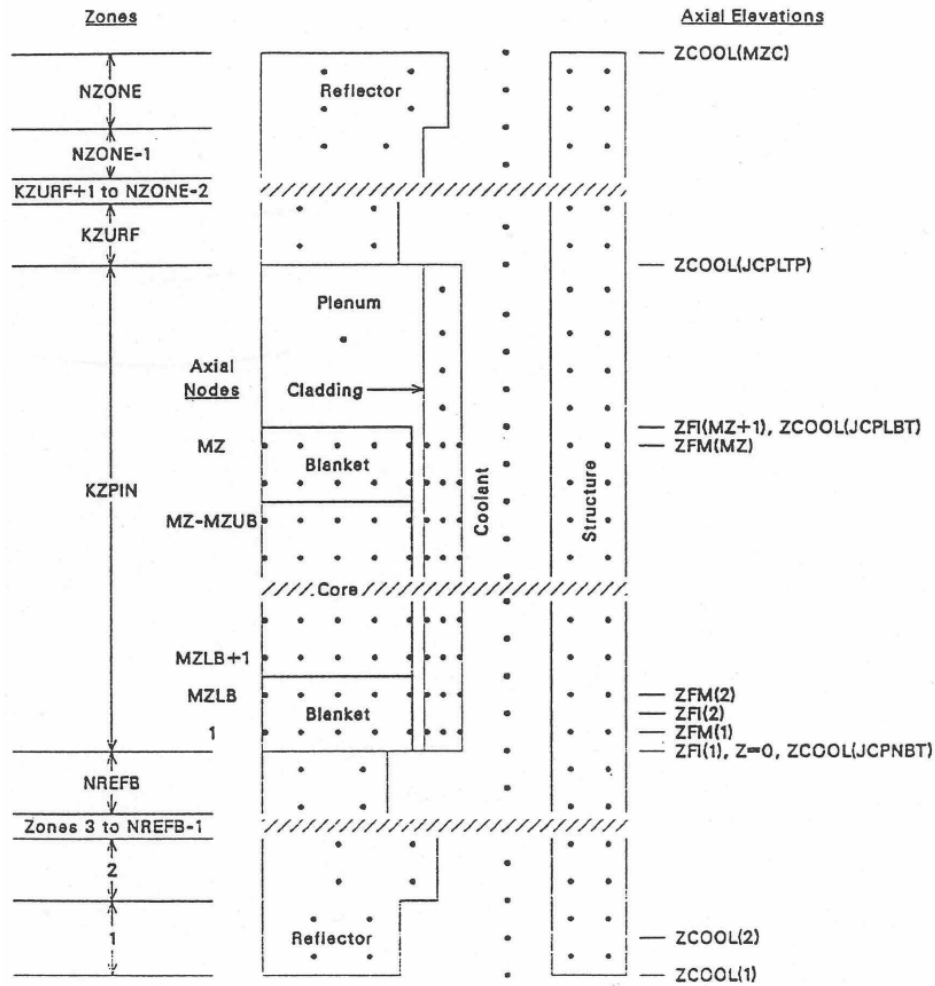 Zones
Axial Elevations
ZCOOL(MZC)
NZONE
Reflector
NZONE-1
KZURF+1 to NZONE-2
KZURF
ZCOOL(JCPLTP)
Plenum
Axial
Nodes
Cladding
ZFI(MZ+1), ZCOOL(JCPLBT)
MZ
ZFM(MZ)
Blanket
KZPIN
Coolant
Structure
MZ-MZUB
Core
MZLB+1
MZLB
ZFM(2)
Blanket
ZFI(2)
1
ZFM(1)
ZFI(1), Z=0, ZCOOL(JCPNBT)
NREFB
Zones 3 to NREFB-1
2
1
Reflector
ZCOOL(2)
ZCOOL(1)